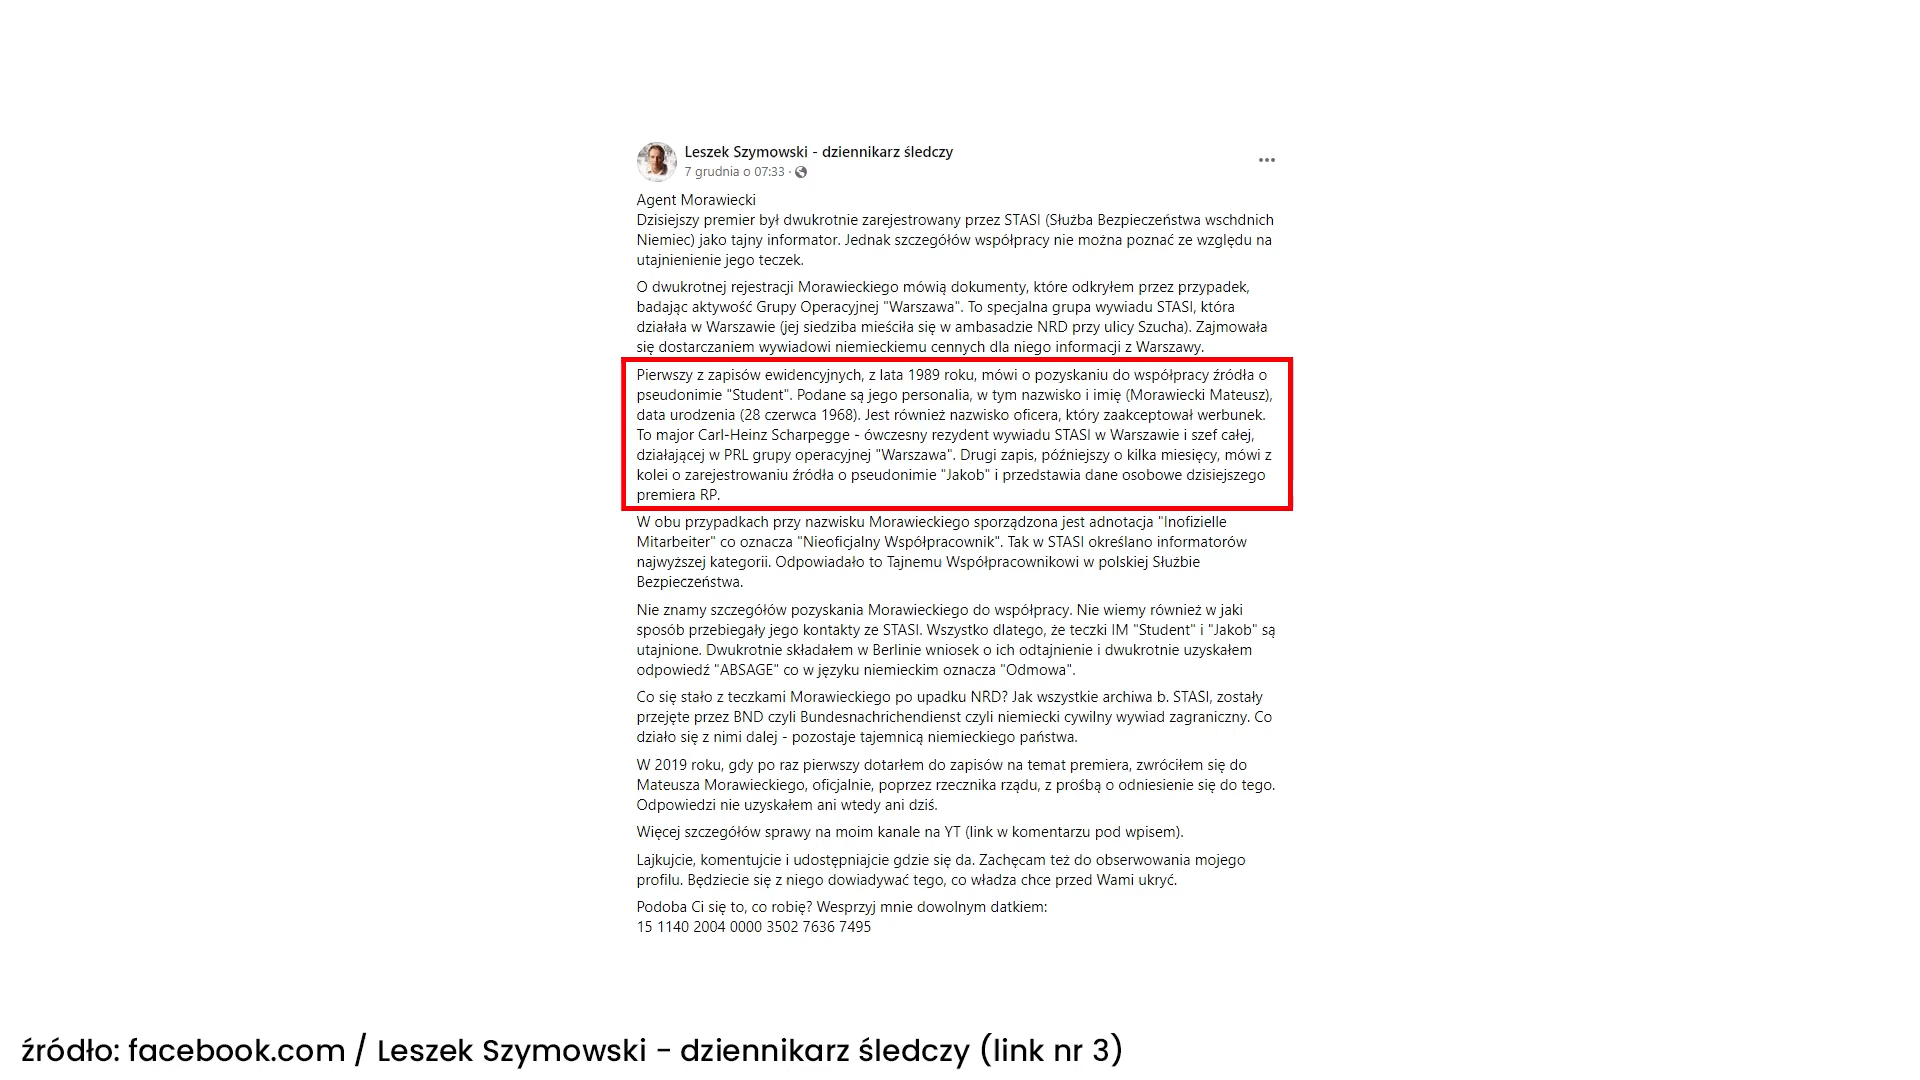 Leszek Szymowski - dziennikarz śledczy
7 grudnia o 07:33 ·
Agent Morawiecki
Dzisiejszy premier był dwukrotnie zarejestrowany przez STASI (Służba Bezpieczeństwa wschdnich
Niemiec) jako tajny informator. Jednak szczegółów współpracy nie można poznać ze względu na
utajnienienie jego teczek.
O dwukrotnej rejestracji Morawieckiego mówią dokumenty, które odkryłem przez przypadek,
badając aktywość Grupy Operacyjnej "Warszawa". To specjalna grupa wywiadu STASI, która
działała w Warszawie (jej siedziba mieściła się w ambasadzie NRD przy ulicy Szucha). Zajmowała
się dostarczaniem wywiadowi niemieckiemu cennych dla niego informacji z Warszawy.
Pierwszy z zapisów ewidencyjnych, z lata 1989 roku, mówi o pozyskaniu do współpracy źródła o
pseudonimie "Student". Podane są jego personalia, w tym nazwisko i imię (Morawiecki Mateusz),
data urodzenia (28 czerwca 1968). Jest również nazwisko oficera, który zaakceptował werbunek.
To major Carl-Heinz Scharpegge - ówczesny rezydent wywiadu STASI w Warszawie i szef całej,
działającej w PRL grupy operacyjnej "Warszawa". Drugi zapis, późniejszy o kilka miesięcy, mówi z
kolei o zarejestrowaniu źródła o pseudonimie "Jakob" i przedstawia dane osobowe dzisiejszego
premiera RP.
W obu przypadkach przy nazwisku Morawieckiego sporządzona jest adnotacja "Inofizielle
Mitarbeiter" co oznacza "Nieoficjalny Współpracownik". Tak w STASI określano informatorów
najwyższej kategorii. Odpowiadało to Tajnemu Współpracownikowi w polskiej Służbie
Bezpieczeństwa.
Nie znamy szczegółów pozyskania Morawieckiego do współpracy. Nie wiemy również w jaki
sposób przebiegały jego kontakty ze STASI. Wszystko dlatego, że teczki IM "Student" i "Jakob" są
utajnione. Dwukrotnie składałem w Berlinie wniosek o ich odtajnienie i dwukrotnie uzyskałem
odpowiedź "ABSAGE" co w języku niemieckim oznacza "Odmowa".
Co się stało z teczkami Morawieckiego po upadku NRD? Jak wszystkie archiwa b. STASI, zostały
przejęte przez BND czyli Bundesnachrichendienst czyli niemiecki cywilny wywiad zagraniczny. Co
działo się z nimi dalej - pozostaje tajemnicą niemieckiego państwa.
W 2019 roku, gdy po raz pierwszy dotarłem do zapisów na temat premiera, zwróciłem się do
Mateusza Morawieckiego, oficjalnie, poprzez rzecznika rządu, z prośbą o odniesienie się do tego.
Odpowiedzi nie uzyskałem ani wtedy ani dziś.
Więcej szczegółów sprawy na moim kanale na YT (link w komentarzu pod wpisem).
Lajkujcie, komentujcie i udostępniajcie gdzie się da. Zachęcam też do obserwowania mojego
profilu. Będziecie się z niego dowiadywać tego, co władza chce przed Wami ukryć.
Podoba Ci się to, co robię? Wesprzyj mnie dowolnym datkiem:
15 1140 2004 0000 3502 7636 7495
źródło: facebook.com / Leszek Szymowski - dziennikarz śledczy (link nr 3)